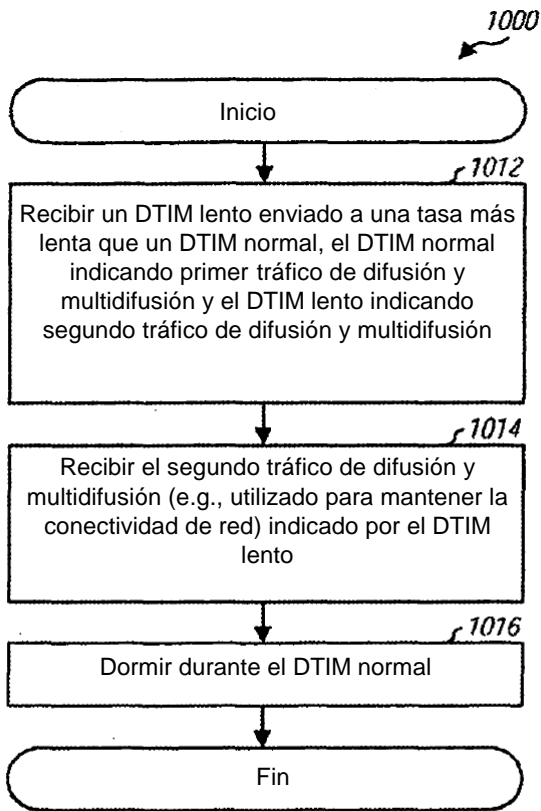 1000
Inicio
1012
Recibir un DTIM lento enviado a una tasa más
lenta que un DTIM normal, el DTIM normal
indicando primer tráfico de difusión y
multidifusión y el DTIM lento indicando
segundo tráfico de difusión y multidifusión
1014
Recibir el segundo tráfico de difusión y
multidifusión (e.g., utilizado para mantener la
conectividad de red) indicado por el DTIM
lento
1016
Dormir durante el DTIM normal
Fin